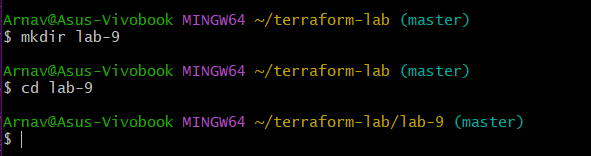 Arnav@Asus-Vivobook MINGW64 ~/terraform-lab (master)
$ mkdir lab-9
Arnav@Asus-Vivobook MINGW64 ~/terraform-lab (master)
$ cd lab-9
Arnav@Asus-Vivobook MINGW64 ~/terraform-lab/lab-9 (master)
$